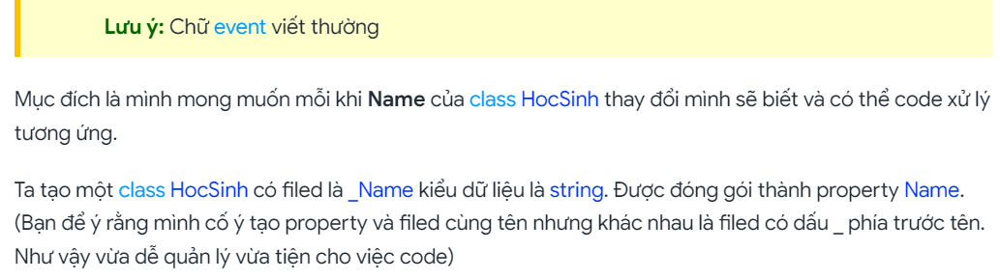 Lưu ý: Chữ event viết thường
Mục đích là mình mong muốn mỗi khi Name của class HocSinh thay đổi mình sẽ biết và có thể code xử lý
tương ứng.
Ta tạo một class HocSinh có filed là _Name kiểu dữ liệu là string. Được đóng gói thành property Name.
(Bạn để ý rằng mình cố ý tạo property và filed cùng tên nhưng khác nhau là filed có dấu _ phía trước tên.
Như vậy vừa dễ quản lý vừa tiện cho việc code)